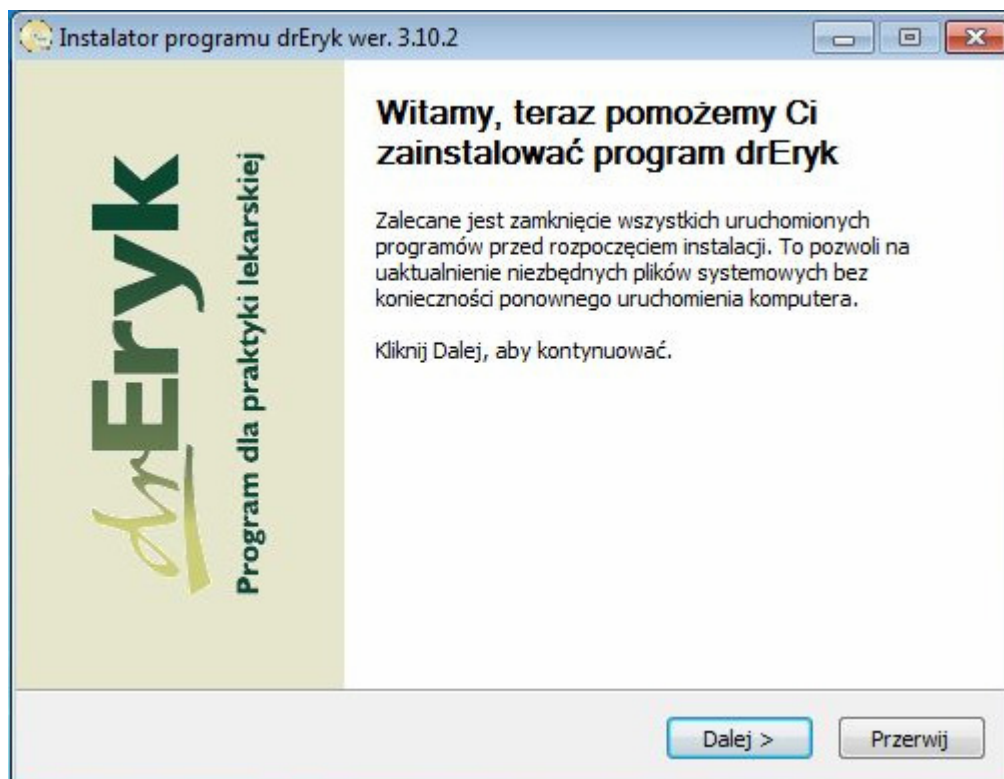 Instalator programu drEryk wer. 3.10.2
drEryk
Program dla praktyki lekarskiej
Witamy, teraz pomożemy Ci
zainstalować program drEryk
Zalecane jest zamknięcie wszystkich uruchomionych
programów przed rozpoczęciem instalacji. To pozwoli na
uaktualnienie niezbędnych plików systemowych bez
konieczności ponownego uruchomienia komputera.
Kliknij Dalej, aby kontynuować.
Dalej >
Przerwij